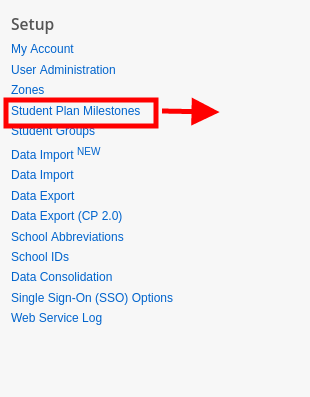 Setup
My Account
User Administration
Zones
Student Plan Milestones
Student Groups
Data Import NEW
Data Import
Data Export
Data Export (CP 2.0)
School Abbreviations
School IDs
Data Consolidation
Single Sign-On (SSO) Options
Web Service Log